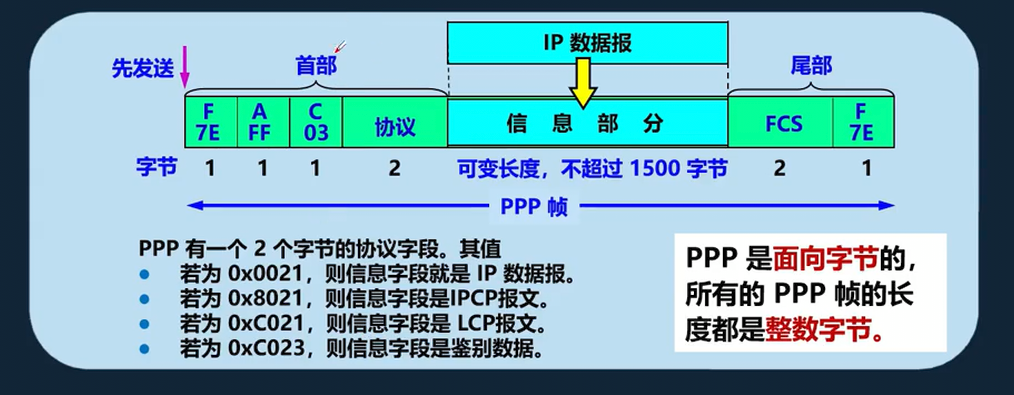 IP 数据报
先发送
首部
尾部
F A C F
7E FF 03 协议 信 息 部 分 FCS 7E
字节 1 1 1 2 可变长度，不超过 1500 字节 2 1
PPP 帧
PPP 有一个 2 个字节的协议字段。其值
● 若为 0x0021，则信息字段就是 IP 数据报。
● 若为 0x8021，则信息字段是IPCP报文。
● 若为 0xC021，则信息字段是 LCP报文。
● 若为 0xC023，则信息字段是鉴别数据。
PPP 是面向字节的，
所有的 PPP 帧的长
度都是整数字节。